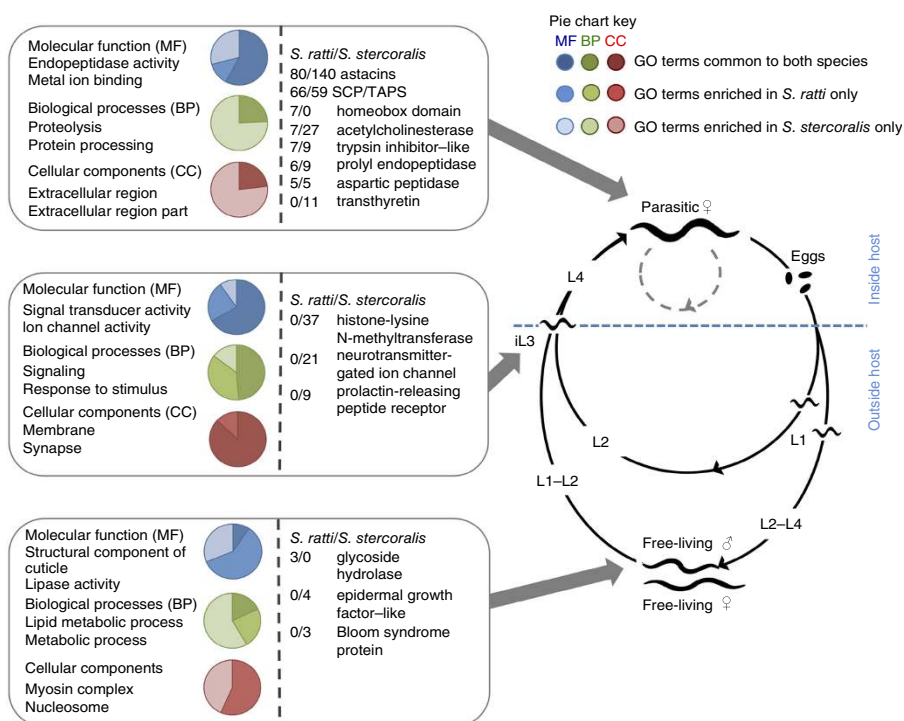 Pie chart key
MF BP CC
GO terms common to both species
GO terms enriched in S. ratti only
GO terms enriched in S. stercoralis only
Molecular function (MF)
Endopeptidase activity
Metal ion binding
Biological processes (BP)
Proteolysis
Protein processing
Cellular components (CC)
Extracellular region
Extracellular region part
S. ratti/S. stercoralis
80/140 astacins
66/59 SCP/TAPS
7/0 homeobox domain
7/27 acetylcholinesterase
7/9 trypsin inhibitor–like
6/9 prolyl endopeptidase
5/5 aspartic peptidase
0/11 transthyretin
Molecular function (MF)
Signal transducer activity
Ion channel activity
Biological processes (BP)
Signaling
Response to stimulus
Cellular components (CC)
Membrane
Synapse
S. ratti/S. stercoralis
0/37 histone-lysine
N-methyltransferase
0/21 neurotransmitter-
gated ion channel
0/9 prolactin-releasing
peptide receptor
Molecular function (MF)
Structural component of
cuticle
Lipase activity
Biological processes (BP)
Lipid metabolic process
Metabolic process
Cellular components
Myosin complex
Nucleosome
S. ratti/S. stercoralis
3/0 glycoside
hydrolase
0/4 epidermal growth
factor–like
0/3 Bloom syndrome
protein
Parasitic ♀
Eggs
L4
Inside host
iL3
Outside host
L1
L2
L1–L2
L2–L4
Free-living ♂
Free-living ♀